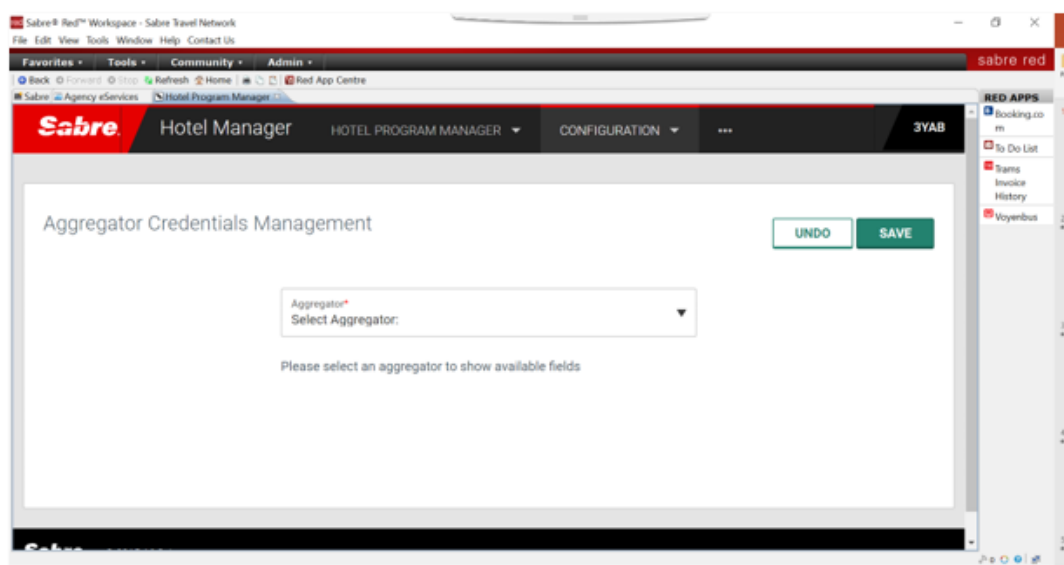 Sabre® Red™ Workspace - Sabre Travel Network
File Edit View Tools Window Help Contact Us
Favorites Tools Community Admin
sabre red
Back Forward Stop Refresh Home Red App Centre
Sabre Agency eServices Hotel Program Manager
RED APPS
Sabre. Hotel Manager HOTEL PROGRAM MANAGER CONFIGURATION ••• 3YAB
Booking.co
m
To Do List
Trams
Invoice
History
Voyenbus
Aggregator Credentials Management
UNDO SAVE
Aggregator*
Select Aggregator:
Please select an aggregator to show available fields
Sabre